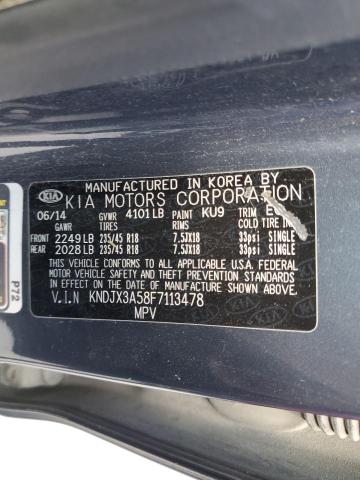 MANUFACTURED IN KOREA BY
KIA KIA MOTORS CORPORATION
06/14 GVWR 4101LB PAINT KU9 TRIM
GAWR TIRES RIMS COLD TIRE
FRONT 2249LB 235/45 R18 7.5JX18 33psi SINGLE
REAR 2028LB 235/45 R18 7.5JX18 33psi SINGLE
THIS VEHICLE CONFORMS TO ALL APPLICABLE U.S.A. FEDERAL
MOTOR VEHICLE SAFETY STANDARDS
IN EFFECT ON THE DATE OF MANUFACTURE SHOWN ABOVE.
V.I.N KNDJX3A58F7113478
MPV
P72